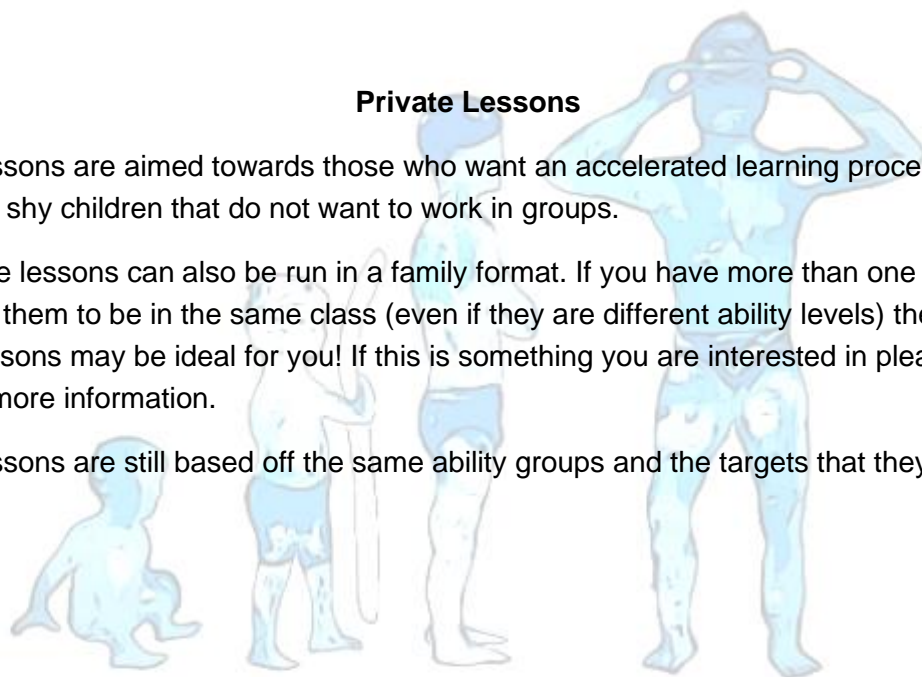 Private Lessons
ssons are aimed towards those who want an accelerated learning proce
shy children that do not want to work in groups.
e lessons can also be run in a family format. If you have more than one
them to be in the same class (even if they are different ability levels) the
ssons may be ideal for you! If this is something you are interested in plea
more information.
ssons are still based off the same ability groups and the targets that they